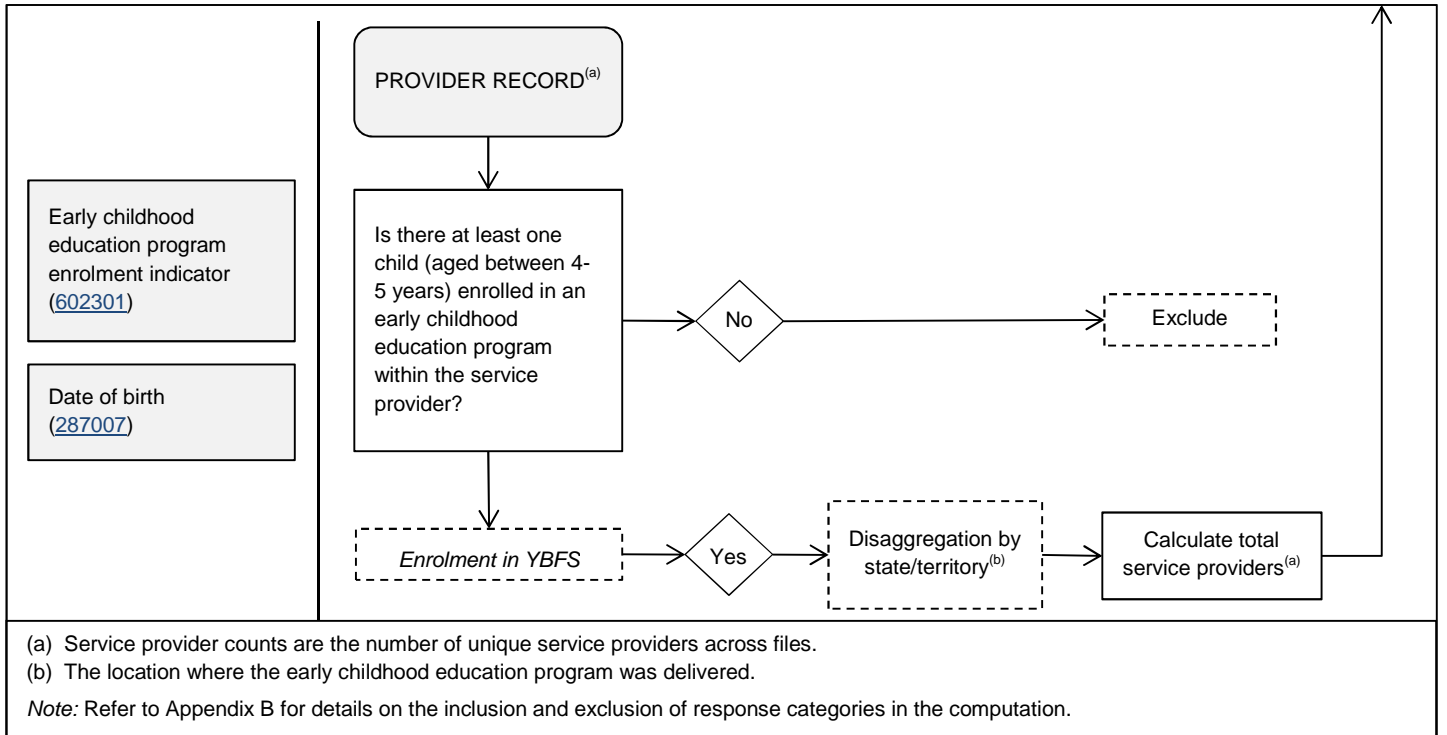 PROVIDER RECORD(a)
Early childhood
education program
enrolment indicator
(602301)
Date of birth
(287007)
Is there at least one
child (aged between 4-
5 years) enrolled in an
early childhood
education program
within the service
provider?
No
Exclude
Enrolment in YBFS
Yes
Disaggregation by
state/territory(b)
Calculate total
service providers(a)
(a) Service provider counts are the number of unique service providers across files.
(b) The location where the early childhood education program was delivered.
Note: Refer to Appendix B for details on the inclusion and exclusion of response categories in the computation.